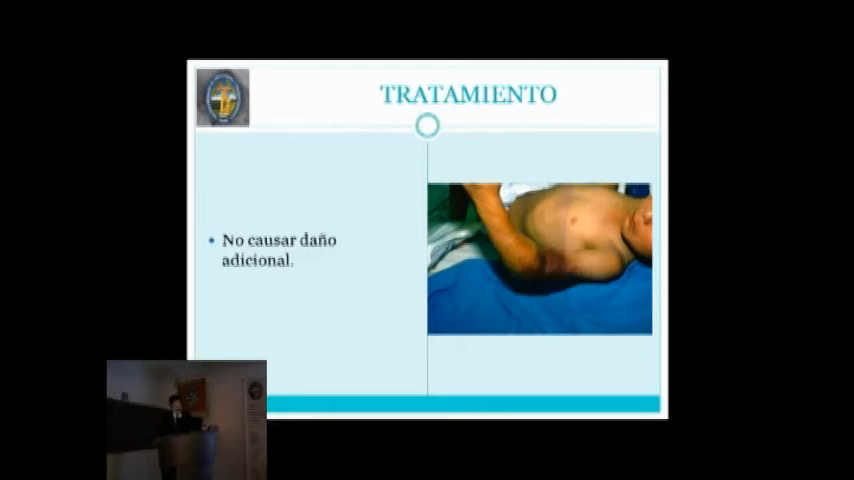 TRATAMIENTO
• No causar daño
adicional.